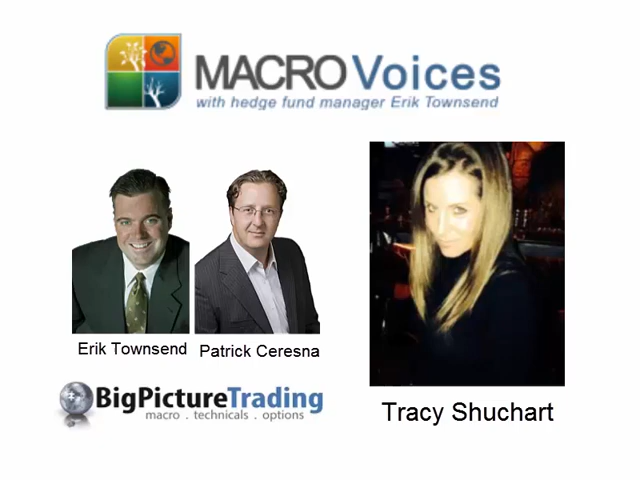 MACROVoices
with hedge fund manager Erik Townsend
Erik Townsend
Patrick Ceresna
BigPictureTrading
macro . technicals . options
Tracy Shuchart